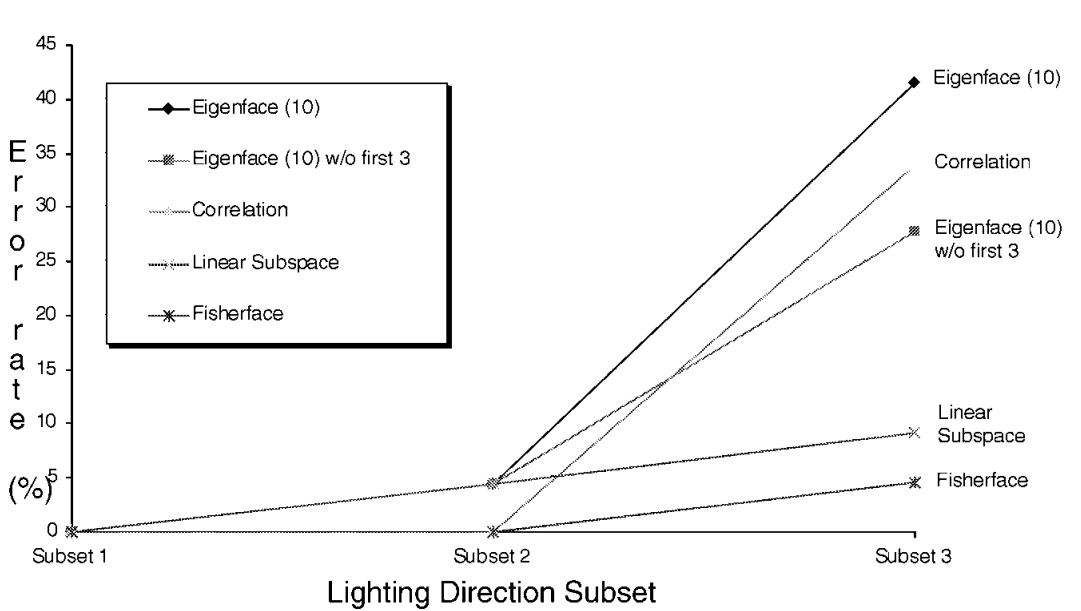 45
40
35
30
25
20
15
10
5
0
Error rate (%)
Eigenface (10)
Eigenface (10) w/o first 3
Correlation
Linear Subspace
Fisherface
Eigenface (10)
Correlation
Eigenface (10)
w/o first 3
Linear
Subspace
Fisherface
Subset 1
Subset 2
Subset 3
Lighting Direction Subset